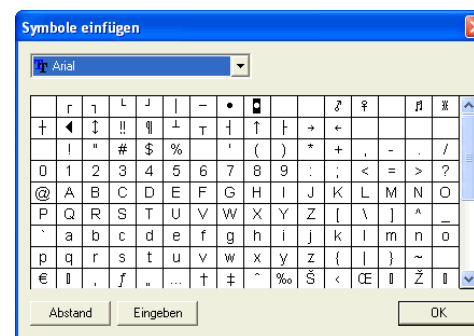 Symbole einfügen
Arial
┌ ┐ └ ┘ │ ─ • ◘ ♂ ♀ ♫ ☼
┼ ◄ ↕ ‼ ¶ ┴ ┬ ┤ ↑ ├ → ←
! " # $ % ' ( ) * + , - . /
0 1 2 3 4 5 6 7 8 9 : ; < = > ?
@ A B C D E F G H I J K L M N O
P Q R S T U V W X Y Z [ \ ] ^ _
` a b c d e f g h i j k l m n o
p q r s t u v w x y z { | } ~
€ ▯ ‚ ƒ „ … † ‡ ˆ ‰ Š ‹ Œ ▯ Ž ▯
Abstand Eingeben OK